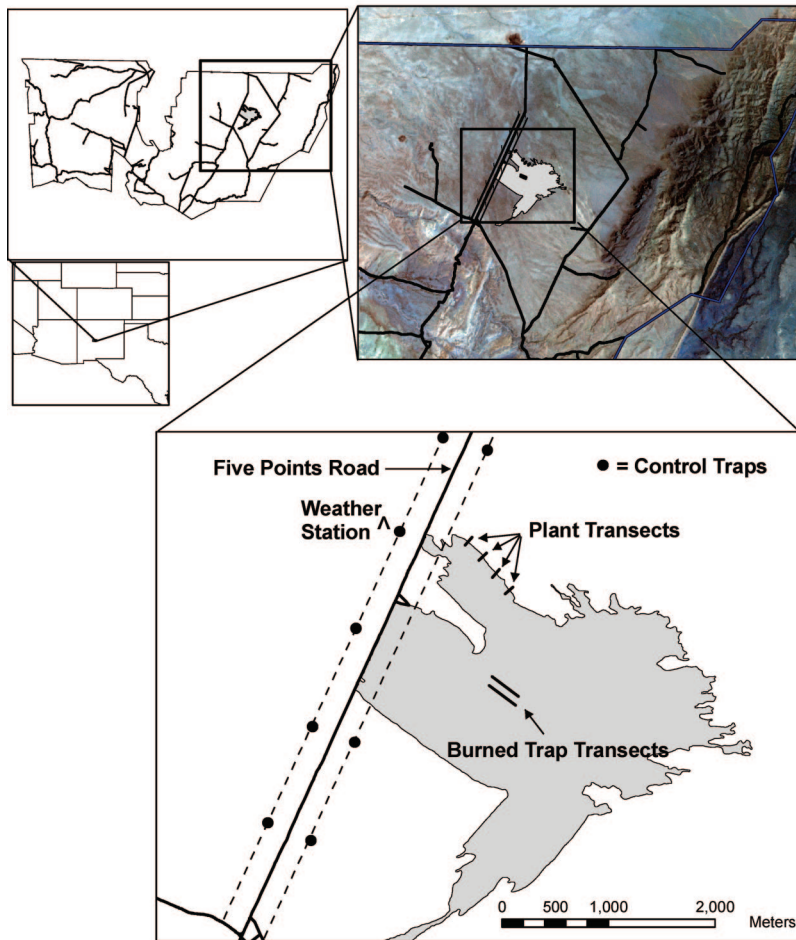 Five Points Road
● = Control Traps
Weather
Station ^
Plant Transects
Burned Trap Transects
0 500 1,000 2,000
Meters